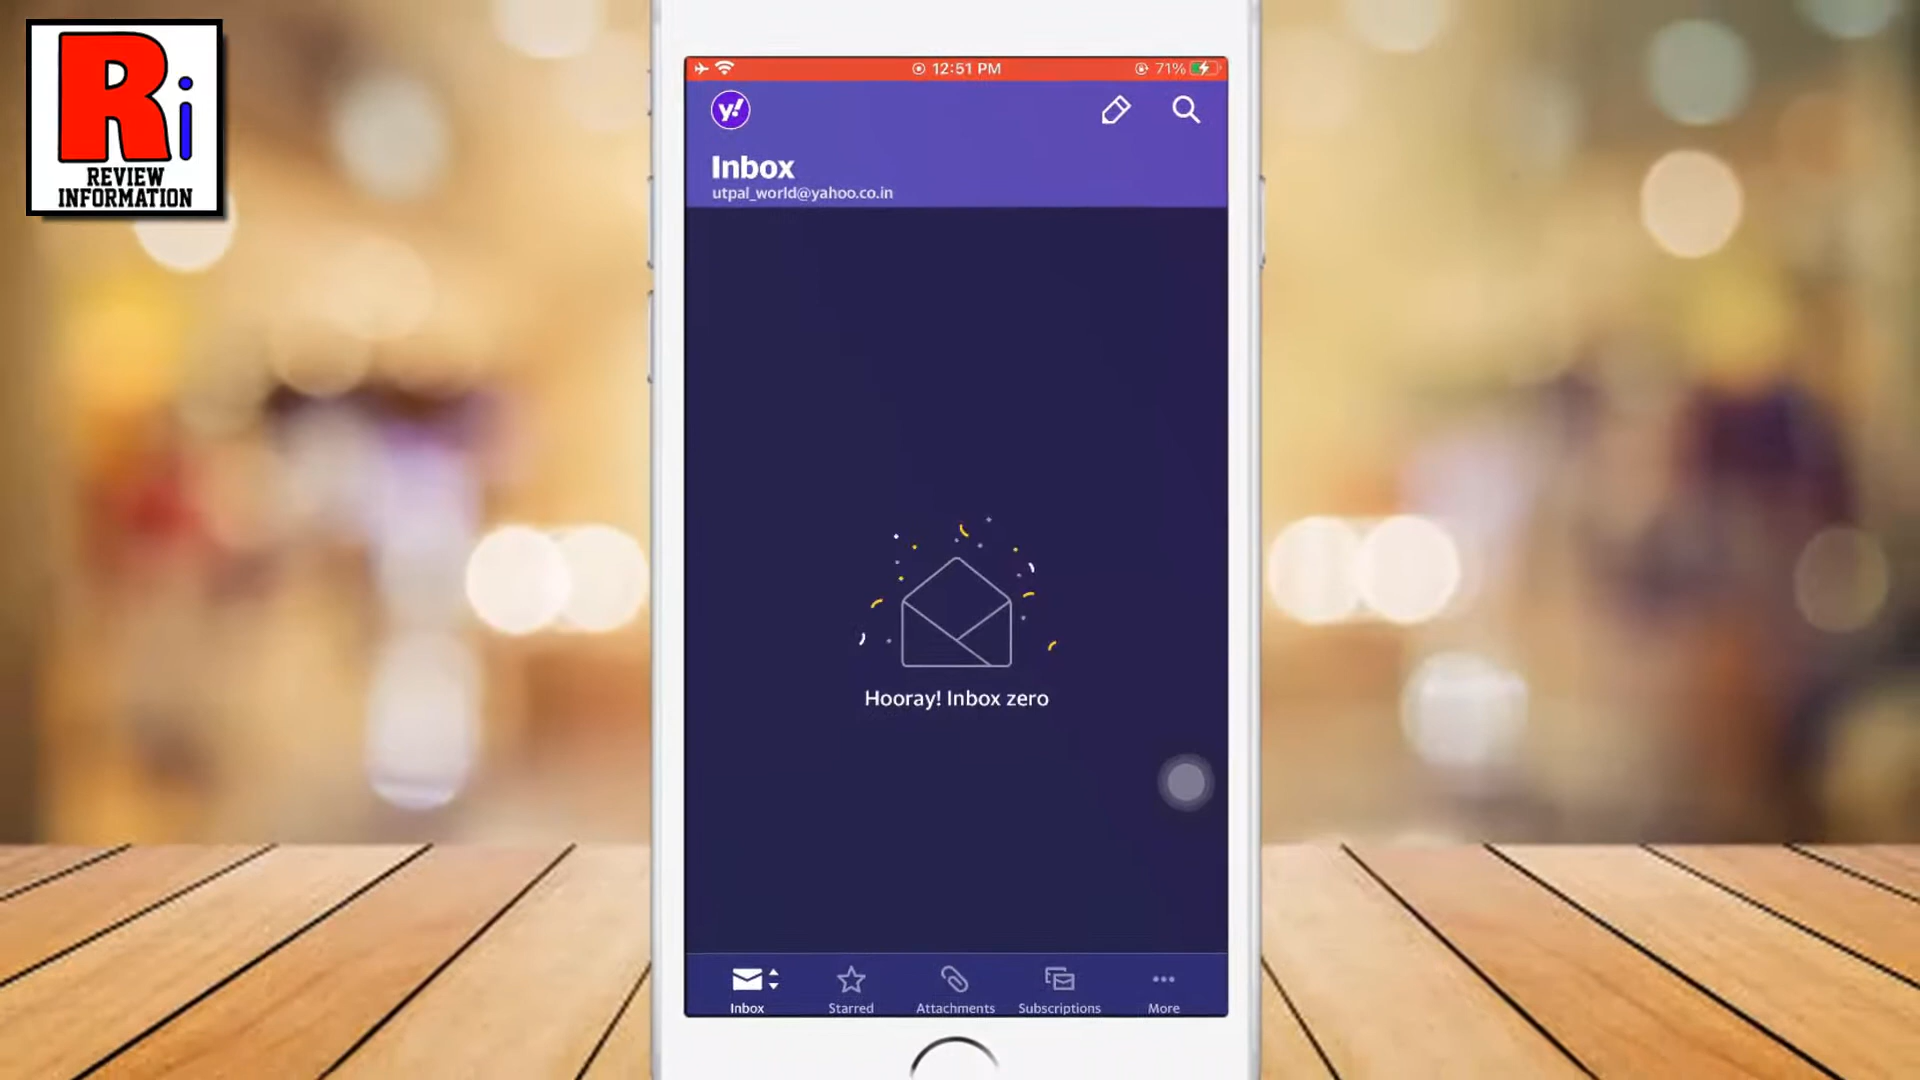 Ri
REVIEW
INFORMATION
12:51 PM
71%
y!
Inbox
utpal_world@yahoo.co.in
Hooray! Inbox zero
Inbox
Starred
Attachments
Subscriptions
More